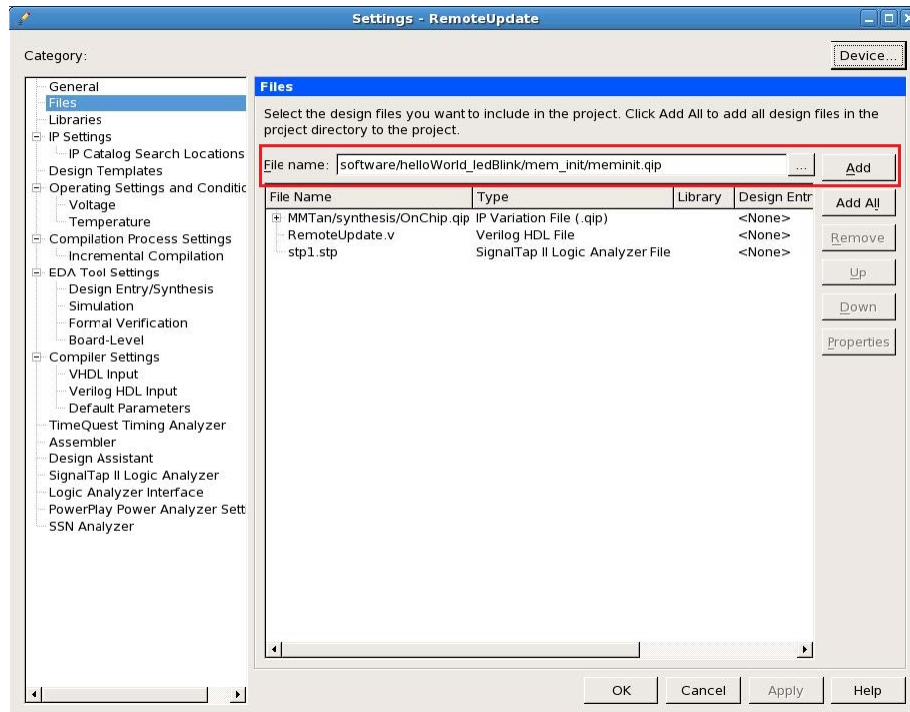 Settings - RemoteUpdate
Category:
Device...
General
Files
Libraries
IP Settings
IP Catalog Search Locations
Design Templates
Operating Settings and Conditic
Voltage
Temperature
Compilation Process Settings
Incremental Compilation
EDA Tool Settings
Design Entry/Synthesis
Simulation
Formal Verification
Board-Level
Compiler Settings
VHDL Input
Verilog HDL Input
Default Parameters
TimeQuest Timing Analyzer
Assembler
Design Assistant
SignalTap II Logic Analyzer
Logic Analyzer Interface
PowerPlay Power Analyzer Sett
SSN Analyzer
Files
Select the design files you want to include in the project. Click Add All to add all design files in the
project directory to the project.
File name: software/helloWorld_ledBlink/mem_init/meminit.qip ... Add
File Name Type Library Design Entr
MMTan/synthesis/OnChip.qip IP Variation File (.qip) <None>
RemoteUpdate.v Verilog HDL File <None>
stp1.stp SignalTap II Logic Analyzer File <None>
Add All
Remove
Up
Down
Properties
OK Cancel Apply Help